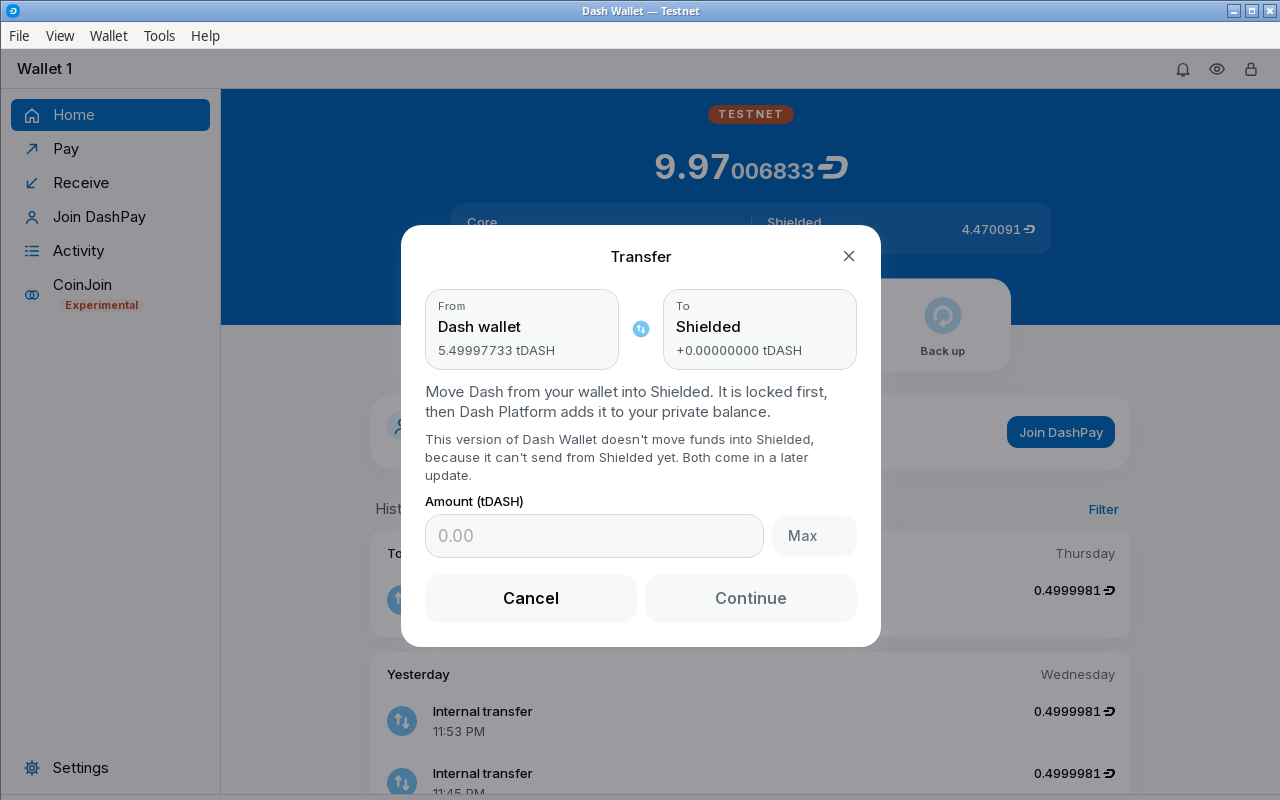 Dash Wallet — Testnet
File View Wallet Tools Help
Wallet 1
Home
Pay
Receive
Join DashPay
Activity
CoinJoin
Experimental
Settings
TESTNET
9.97006833
Core
Shielded
4.470091
Back up
Join DashPay
Filter
Thursday
0.4999981
Yesterday
Wednesday
Internal transfer
0.4999981
11:53 PM
Internal transfer
0.4999981
11:45 PM
Transfer
From
Dash wallet
5.49997733 tDASH
To
Shielded
+0.00000000 tDASH
Move Dash from your wallet into Shielded. It is locked first,
then Dash Platform adds it to your private balance.
This version of Dash Wallet doesn't move funds into Shielded,
because it can't send from Shielded yet. Both come in a later
update.
Amount (tDASH)
0.00
Max
Cancel
Continue